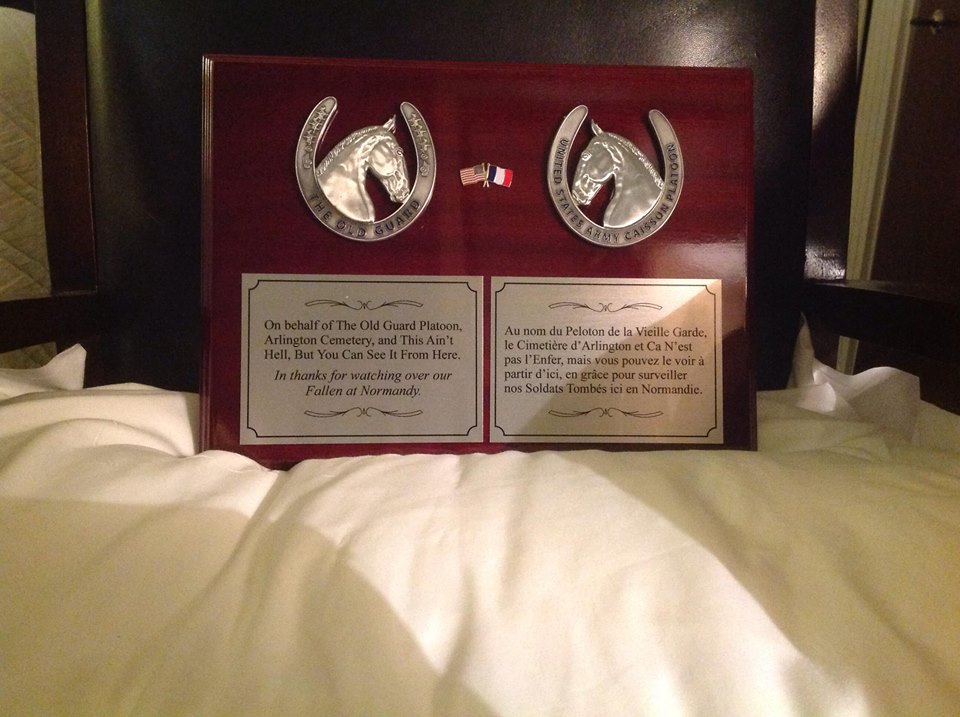 THE OLD GUARD
UNITED STATES ARMY CAISSON PLATOON
On behalf of The Old Guard Platoon,
Arlington Cemetery, and This Ain't
Hell, But You Can See It From Here.
In thanks for watching over our
Fallen at Normandy.
Au nom du Peloton de la Vieille Garde,
le Cimetière d'Arlington et Ca N'est
pas l'Enfer, mais vous pouvez le voir à
partir d'ici, en grâce pour surveiller
nos Soldats Tombés ici en Normandie.